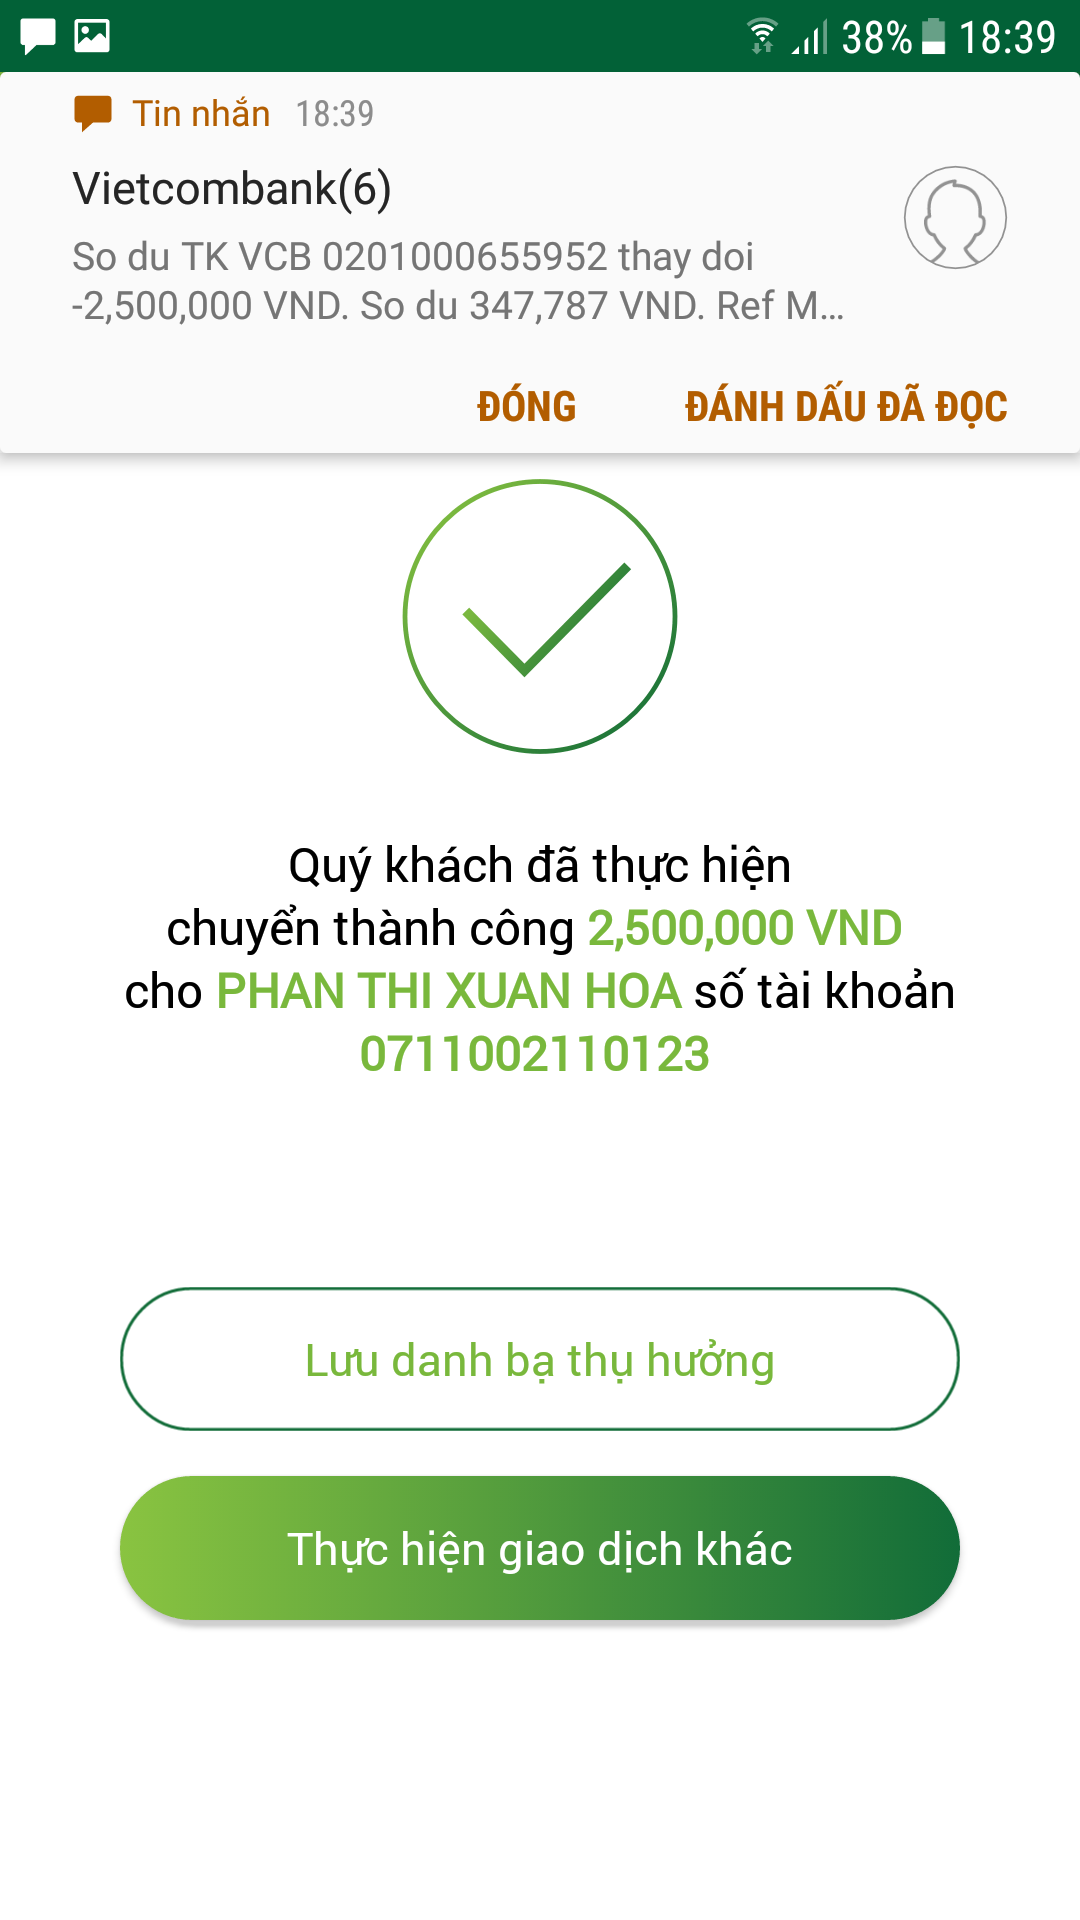 38% 18:39
Tin nhắn 18:39
Vietcombank(6)
So du TK VCB 0201000655952 thay doi
-2,500,000 VND. So du 347,787 VND. Ref M...
ĐÓNG ĐÁNH DẤU ĐÃ ĐỌC
Quý khách đã thực hiện
chuyển thành công 2,500,000 VND
cho PHAN THI XUAN HOA số tài khoản
0711002110123
Lưu danh bạ thụ hưởng
Thực hiện giao dịch khác